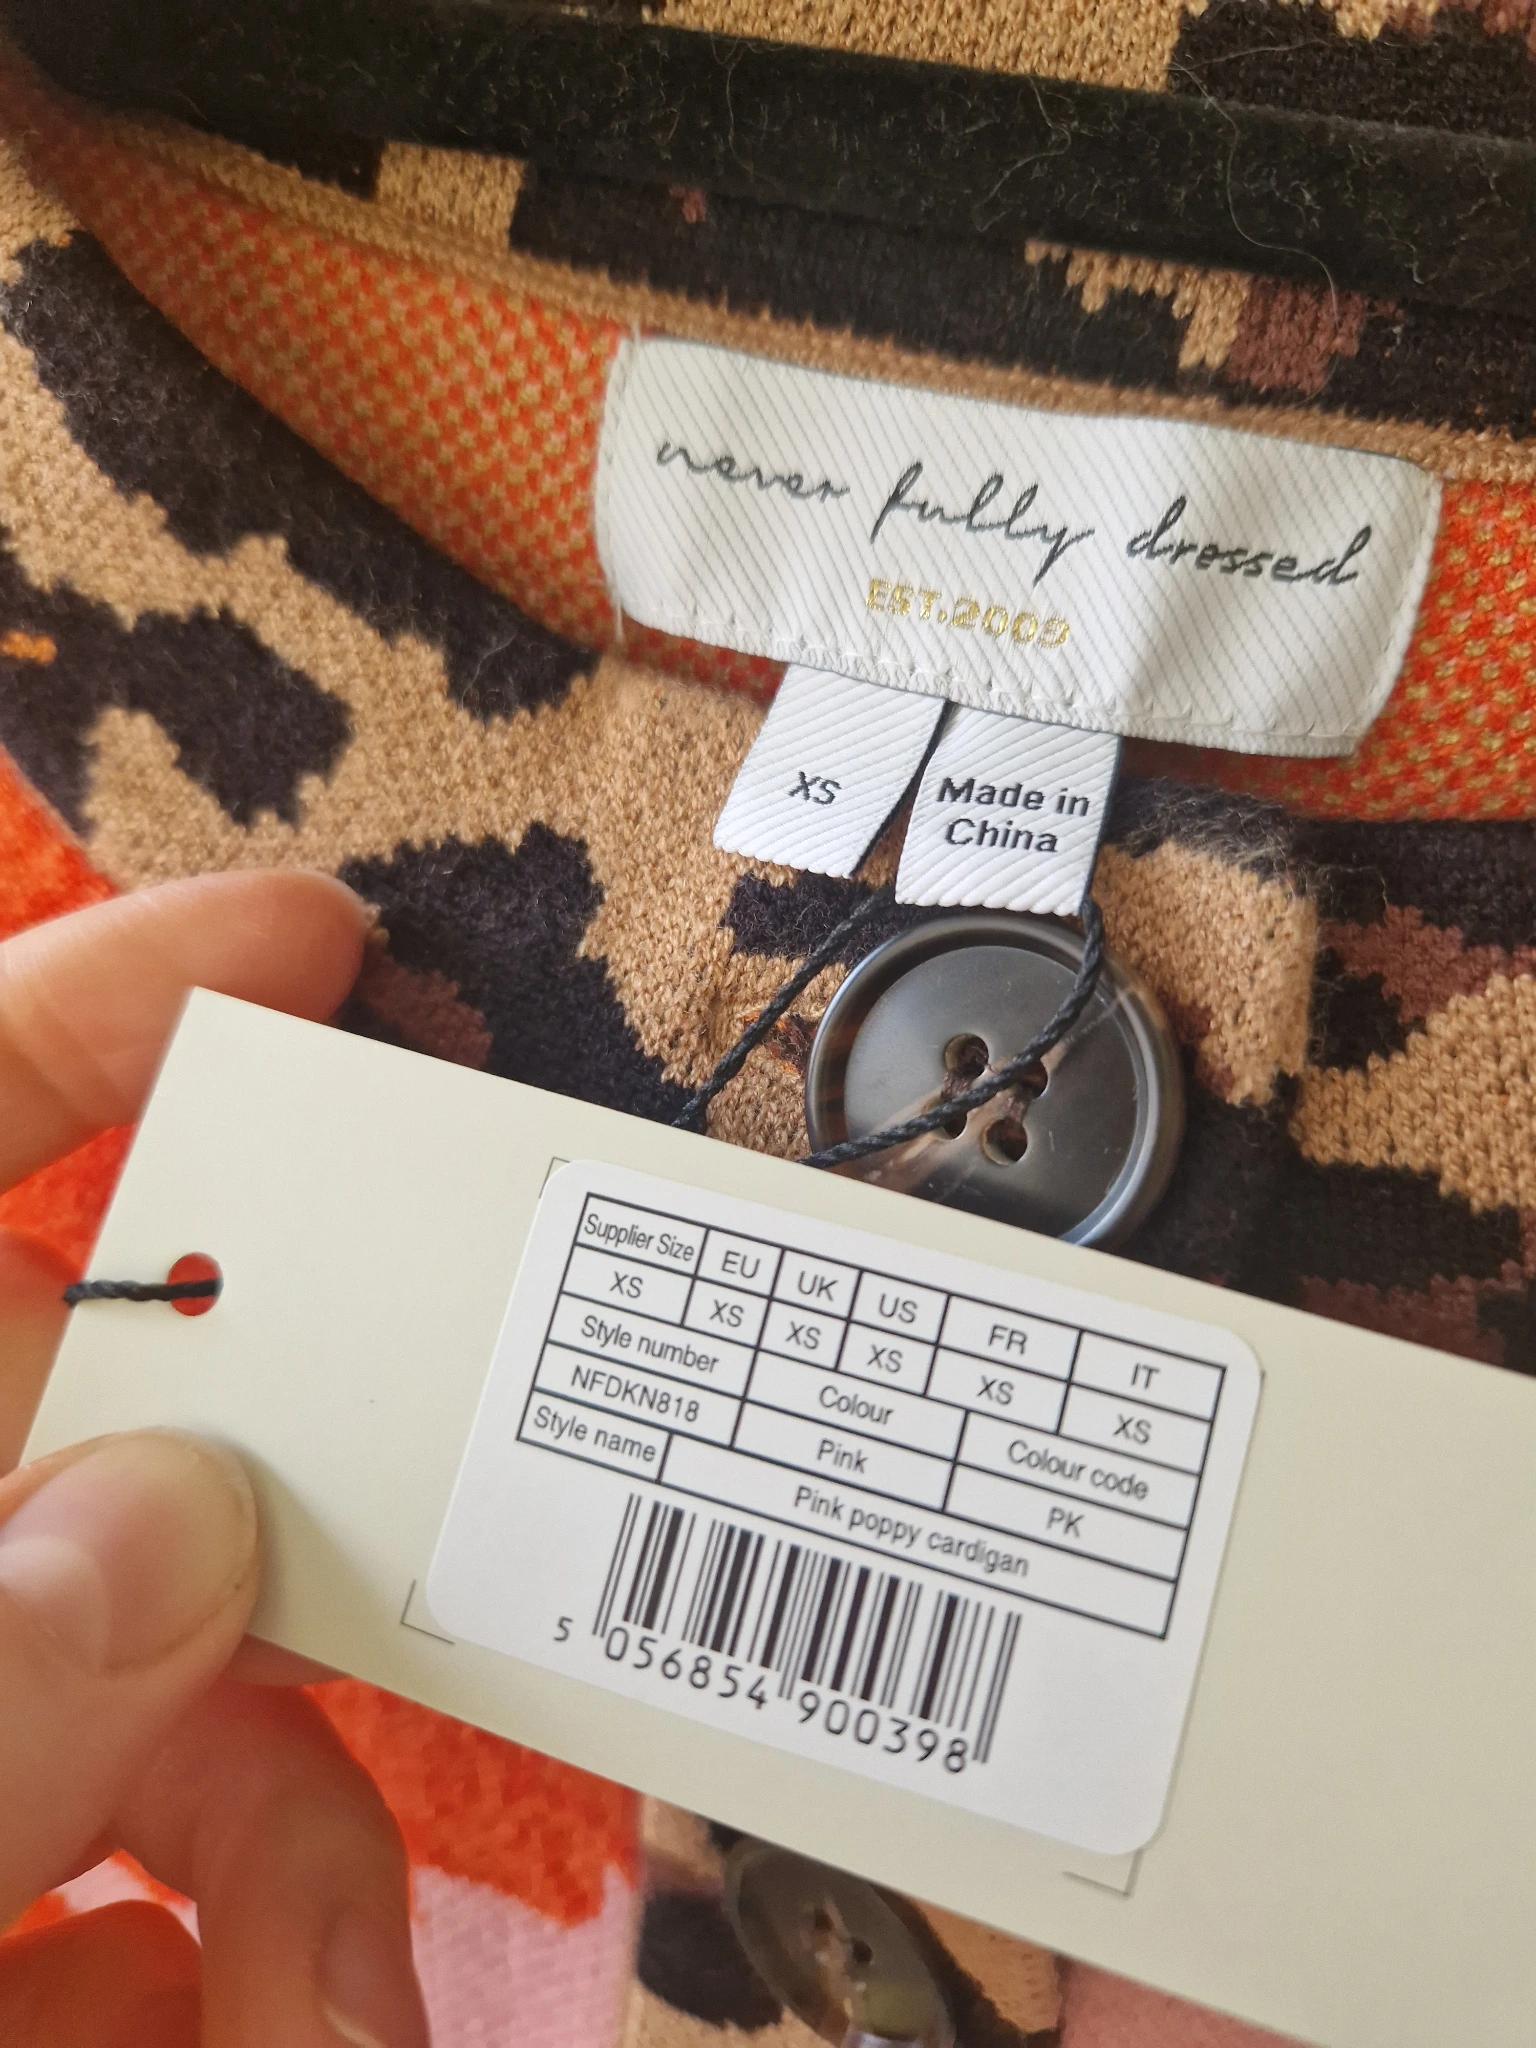 never fully dressed
EST.2009
XS
Made in
China
Supplier Size EU UK US FR IT
XS XS XS XS XS XS
Style number Colour Colour code
NFDKN818 Pink PK
Style name Pink poppy cardigan
5 056854 900398